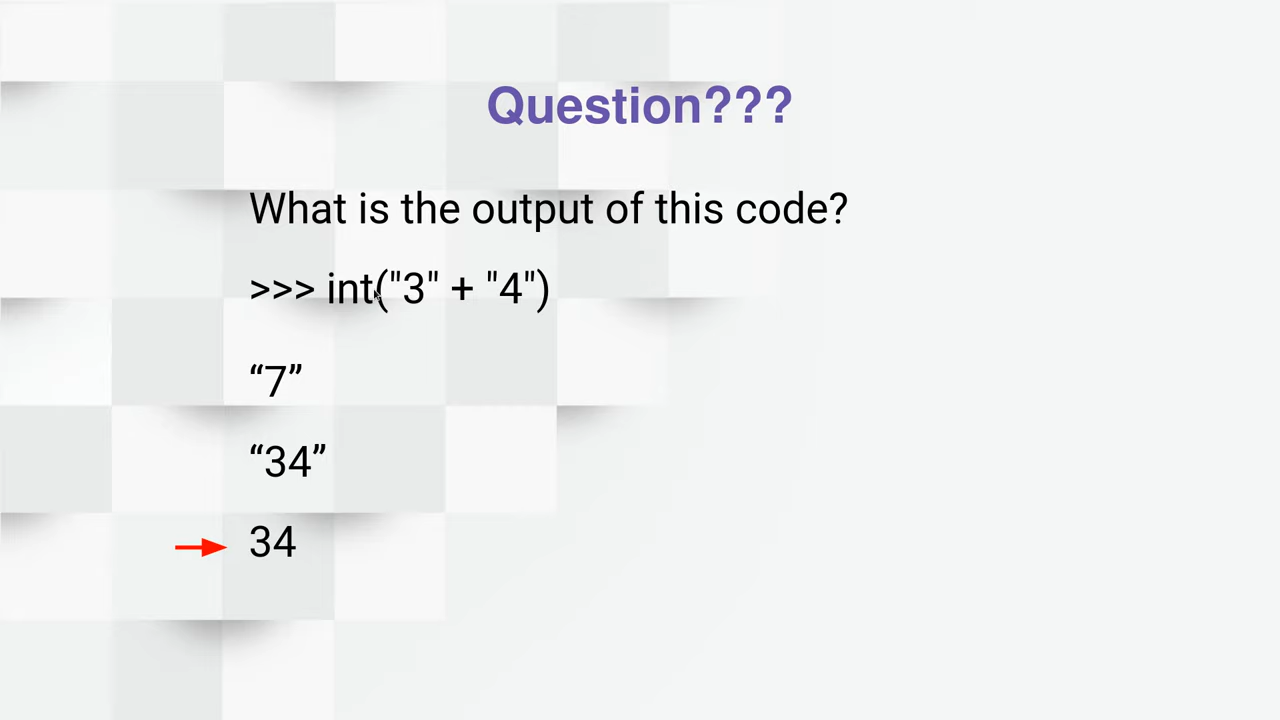 Question???
What is the output of this code?
>>> int("3" + "4")
“7”
“34”
34